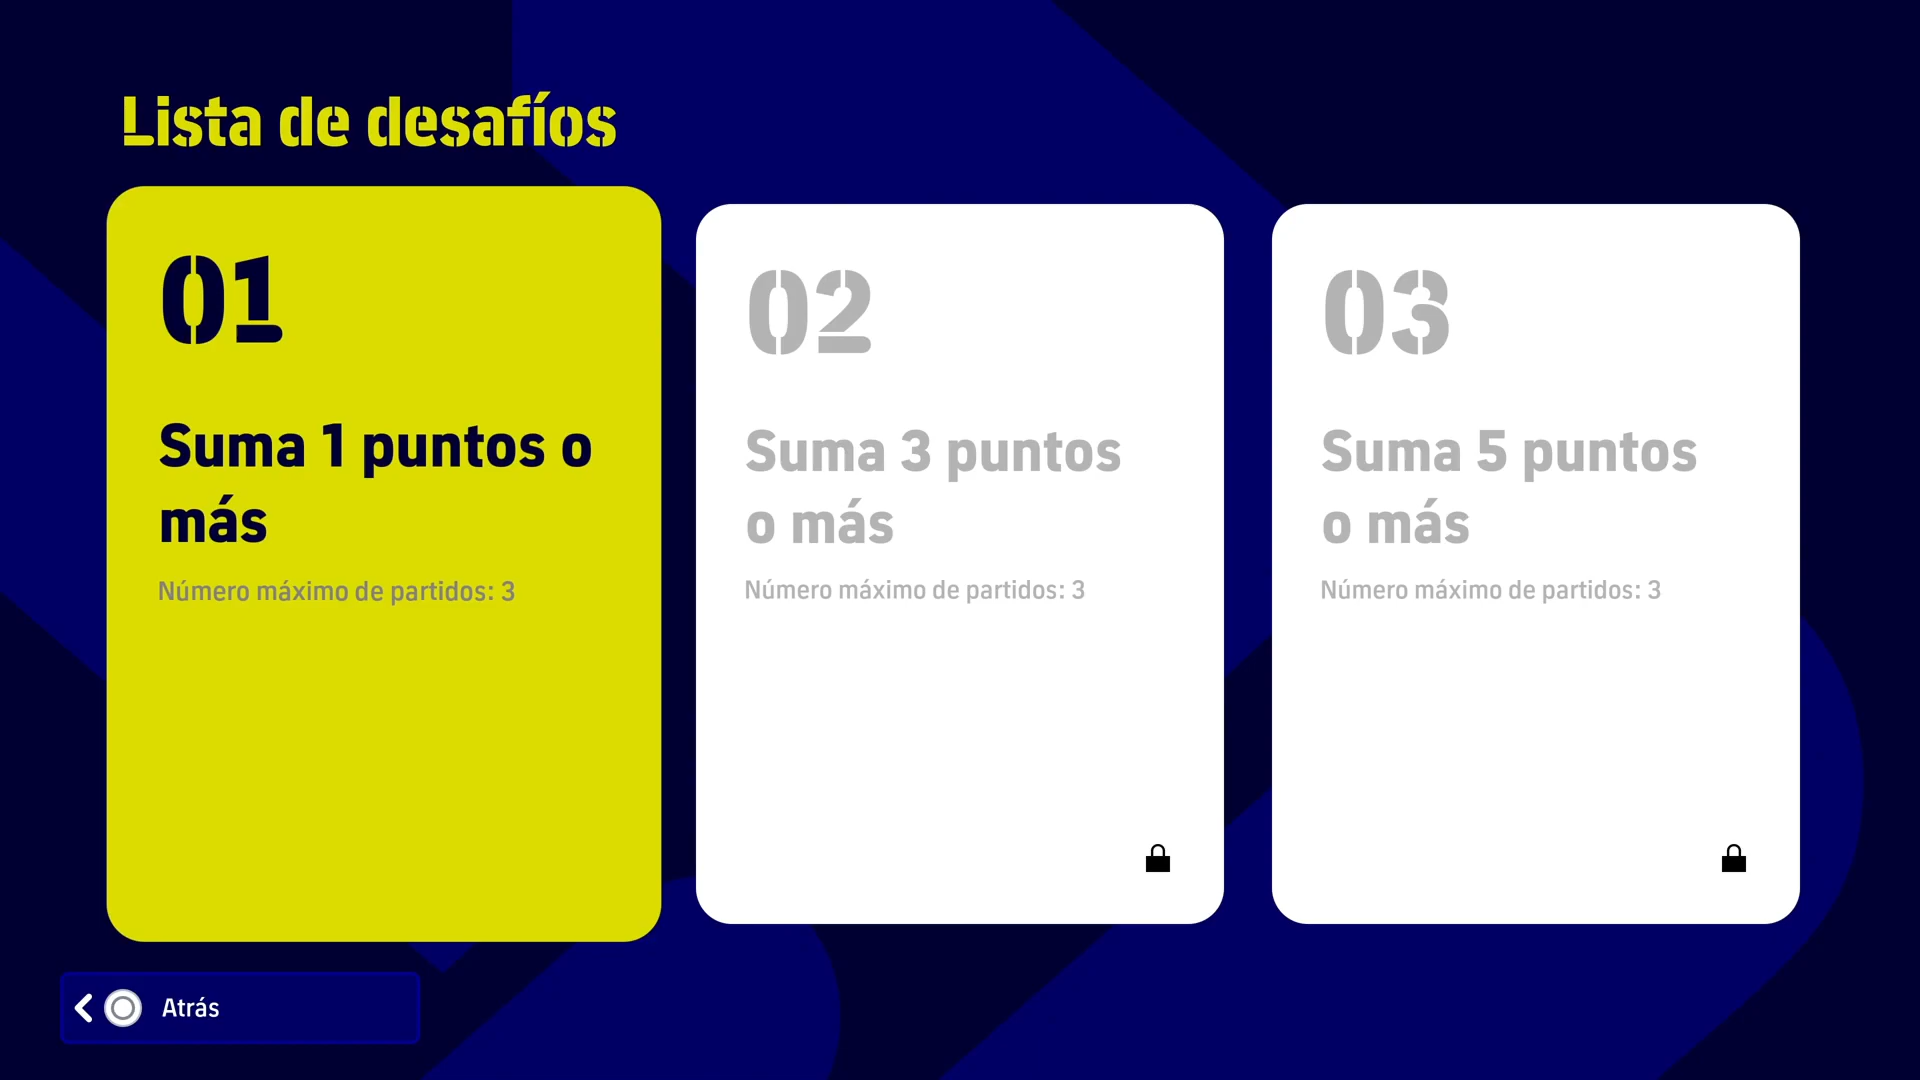 Lista de desafíos
01
Suma 1 puntos o
más
Número máximo de partidos: 3
02
Suma 3 puntos
o más
Número máximo de partidos: 3
03
Suma 5 puntos
o más
Número máximo de partidos: 3
Atrás